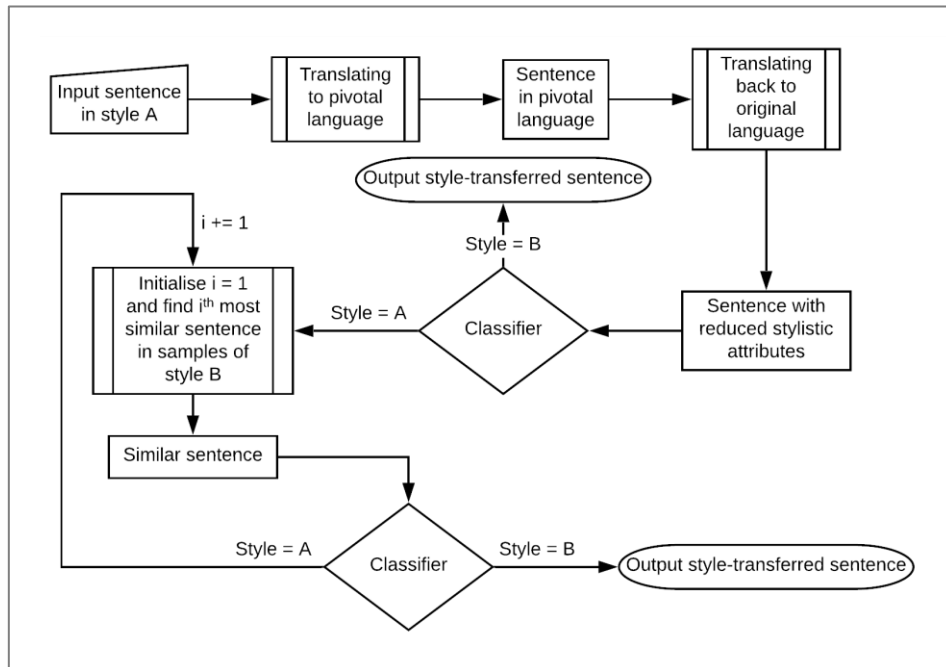 Input sentence
in style A
Translating
to pivotal
language
Sentence
in pivotal
language
Translating
back to
original
language
Output style-transferred sentence
i += 1
Style = B
Initialise i = 1
and find iᵗʰ most
similar sentence
in samples of
style B
Style = A
Classifier
Sentence with
reduced stylistic
attributes
Similar sentence
Style = A
Classifier
Style = B
Output style-transferred sentence